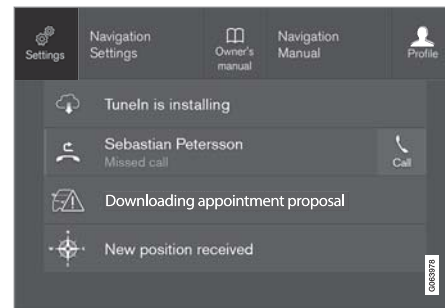 Settings
Navigation
Settings
Owner's
manual
Navigation
Manual
Profile
TuneIn is installing
Sebastian Petersson
Missed call
Call
Downloading appointment proposal
New position received
G063978